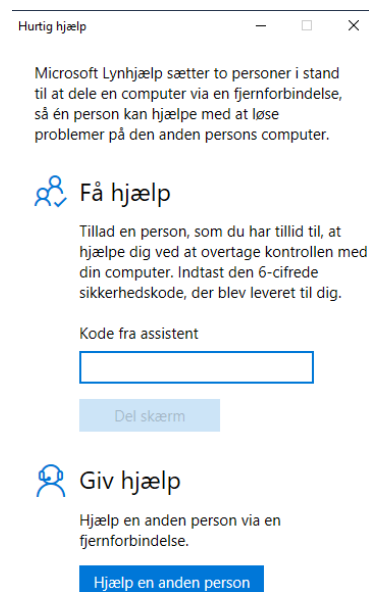 Hurtig hjælp
Microsoft Lynhjælp sætter to personer i stand
til at dele en computer via en fjernforbindelse,
så én person kan hjælpe med at løse
problemer på den anden persons computer.
Få hjælp
Tillad en person, som du har tillid til, at
hjælpe dig ved at overtage kontrollen med
din computer. Indtast den 6-cifrede
sikkerhedskode, der blev leveret til dig.
Kode fra assistent
Del skærm
Giv hjælp
Hjælp en anden person via en
fjernforbindelse.
Hjælp en anden person